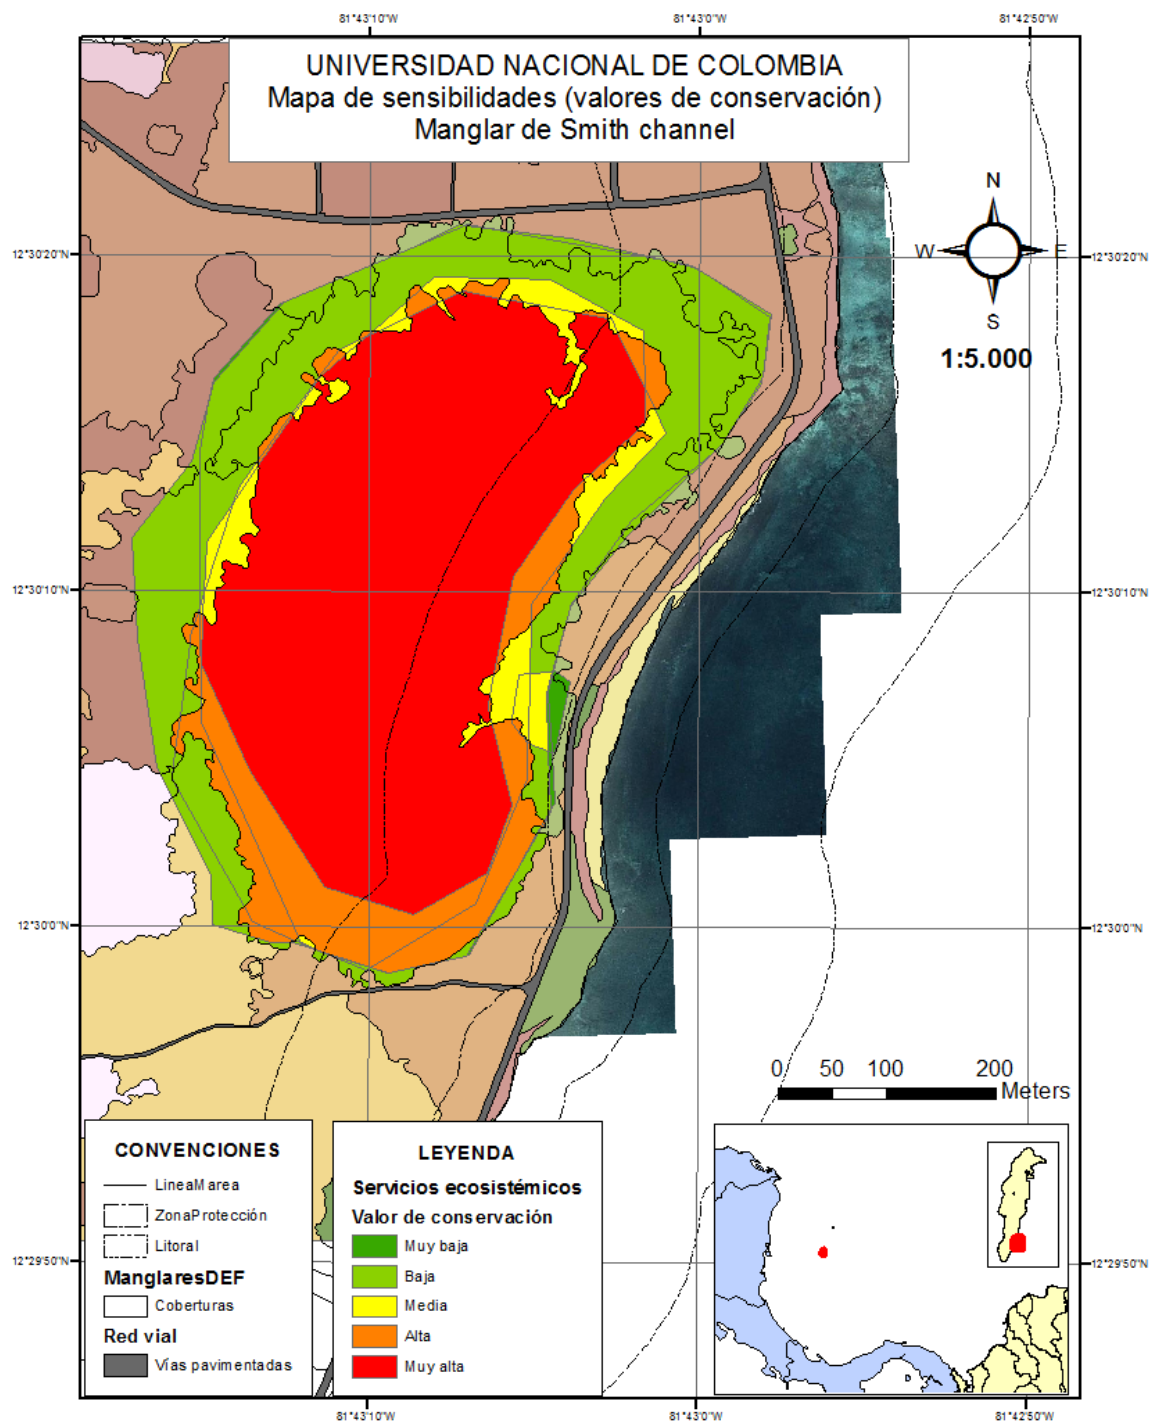 81°43'10"W
81°43'0"W
81°42'50"W
UNIVERSIDAD NACIONAL DE COLOMBIA
Mapa de sensibilidades (valores de conservación)
Manglar de Smith channel
N
W
E
S
1:5.000
12°30'20"N
12°30'20"N
12°30'10"N
12°30'10"N
12°30'0"N
12°30'0"N
0 50 100 200
Meters
CONVENCIONES
LineaMarea
ZonaProtección
Litoral
ManglaresDEF
Coberturas
Red vial
Vías pavimentadas
LEYENDA
Servicios ecosistémicos
Valor de conservación
Muy baja
Baja
Media
Alta
Muy alta
12°29'50"N
12°29'50"N
81°43'10"W
81°43'0"W
81°42'50"W